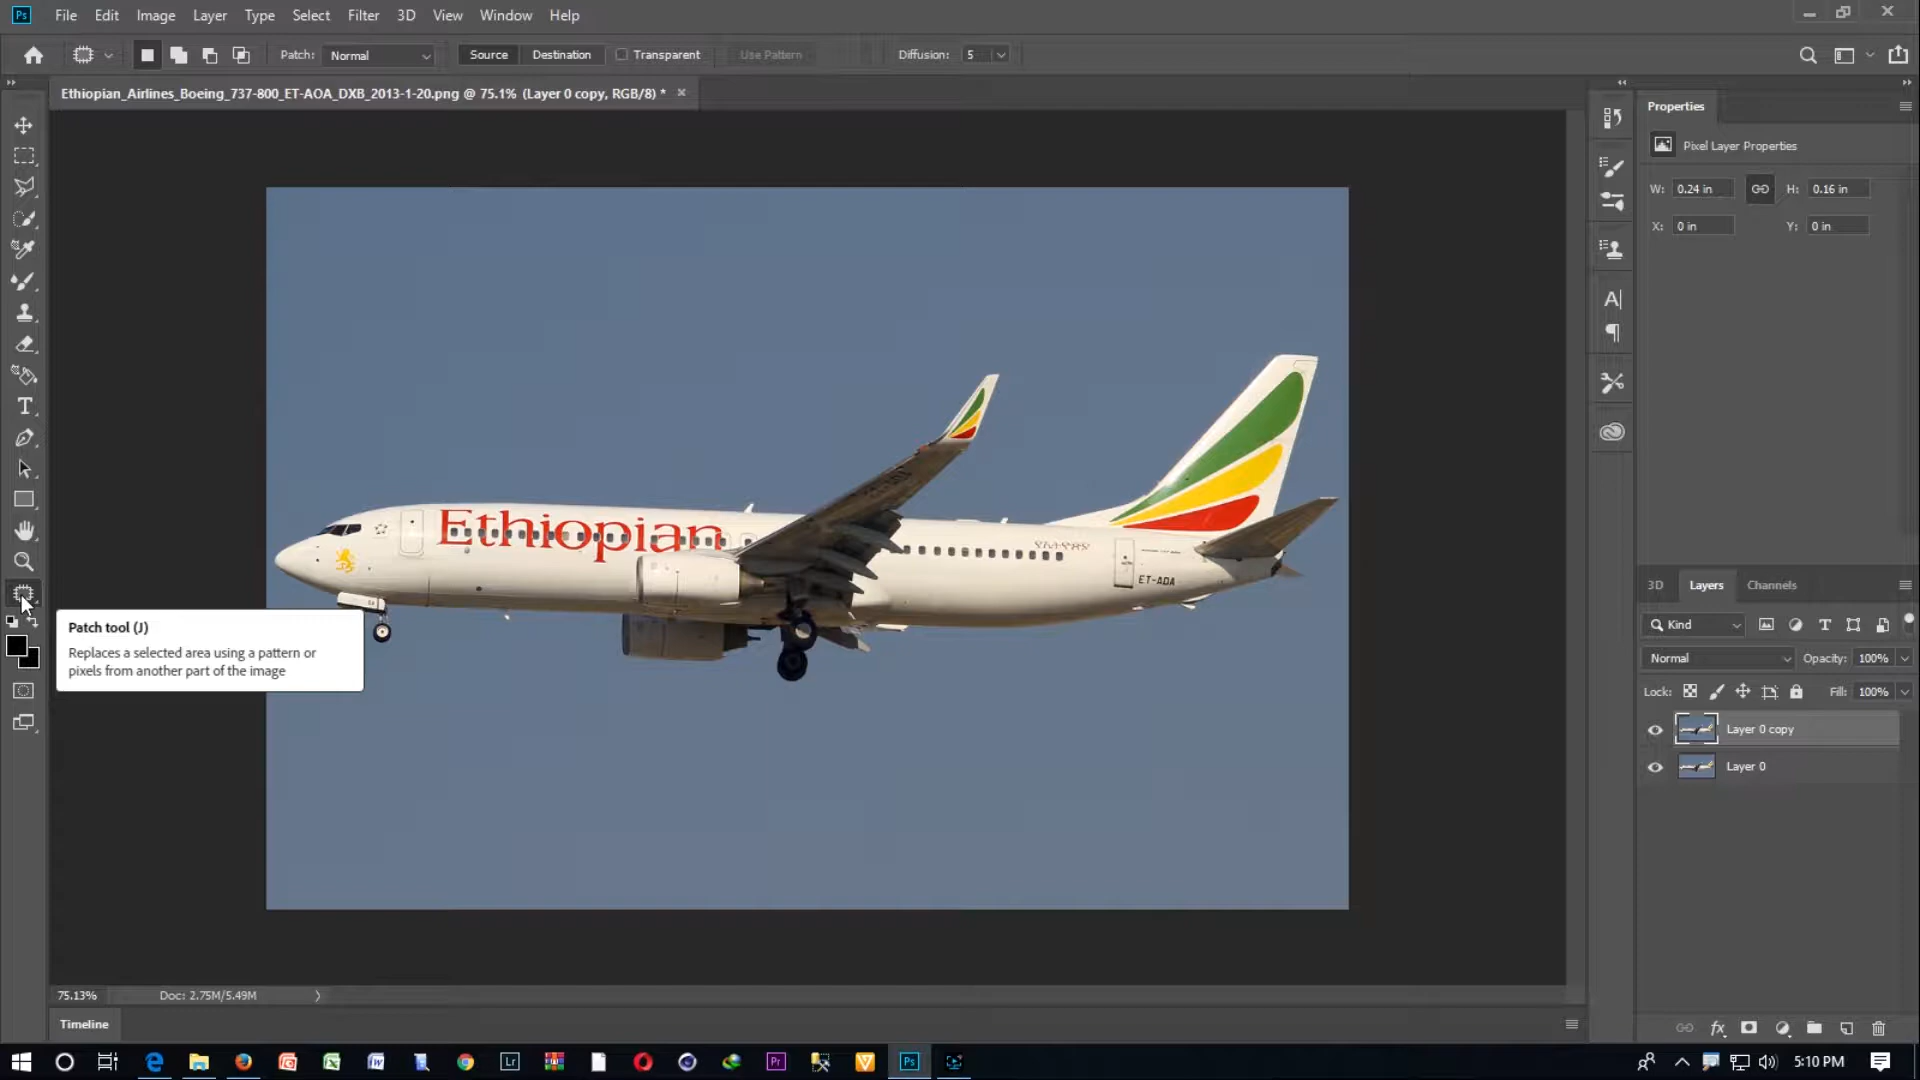 Ps File Edit Image Layer Type Select Filter 3D View Window Help
Patch: Normal Source Destination Transparent Use Pattern Diffusion: 5
Ethiopian_Airlines_Boeing_737-800_ET-AOA_DXB_2013-1-20.png @ 75.1% (Layer 0 copy, RGB/8) *
Properties
Pixel Layer Properties
W: 0.24 in H: 0.16 in
X: 0 in Y: 0 in
Ethiopian
ET-AOA
Patch tool (J)
Replaces a selected area using a pattern or
pixels from another part of the image
3D Layers Channels
Kind
Normal Opacity: 100%
Lock: Fill: 100%
Layer 0 copy
Layer 0
fx
75.13% Doc: 2.75M/5.49M
Timeline
Lr Pr Ps 5:10 PM